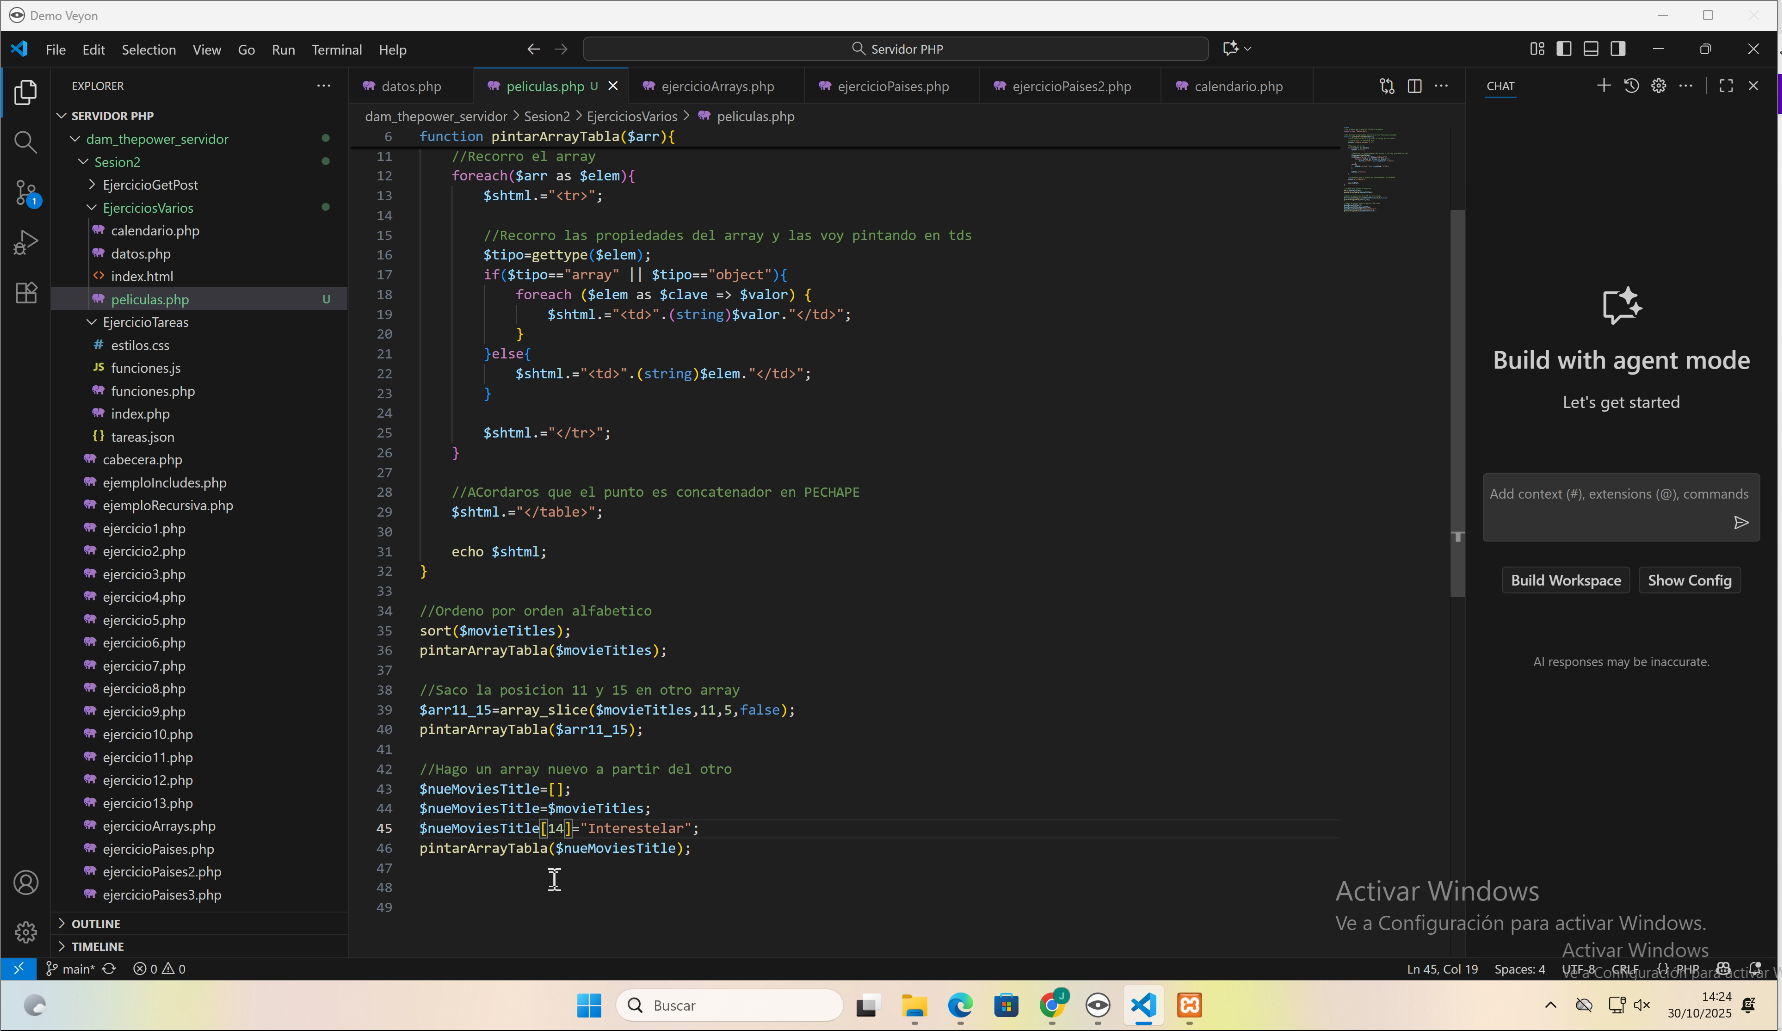 Demo Veyon
File Edit Selection View Go Run Terminal Help
Servidor PHP
EXPLORER
SERVIDOR PHP
dam_thepower_servidor
Sesion2
EjercicioGetPost
EjerciciosVarios
calendario.php
datos.php
<> index.html
peliculas.php U
EjercicioTareas
# estilos.css
JS funciones.js
funciones.php
index.php
{} tareas.json
cabecera.php
ejemploIncludes.php
ejemploRecursiva.php
ejercicio1.php
ejercicio2.php
ejercicio3.php
ejercicio4.php
ejercicio5.php
ejercicio6.php
ejercicio7.php
ejercicio8.php
ejercicio9.php
ejercicio10.php
ejercicio11.php
ejercicio12.php
ejercicio13.php
ejercicioArrays.php
ejercicioPaises.php
ejercicioPaises2.php
ejercicioPaises3.php
OUTLINE
TIMELINE
1
datos.php peliculas.php U ejercicioArrays.php ejercicioPaises.php ejercicioPaises2.php calendario.php
dam_thepower_servidor > Sesion2 > EjerciciosVarios > peliculas.php
6 function pintarArrayTabla($arr){
11 //Recorro el array
12 foreach($arr as $elem){
13 $shtml.="<tr>";
14
15 //Recorro las propiedades del array y las voy pintando en tds
16 $tipo=gettype($elem);
17 if($tipo=="array" || $tipo=="object"){
18 foreach ($elem as $clave => $valor) {
19 $shtml.="<td>".(string)$valor."</td>";
20 }
21 }else{
22 $shtml.="<td>".(string)$elem."</td>";
23 }
24
25 $shtml.="</tr>";
26 }
27
28 //ACordaros que el punto es concatenador en PECHAPE
29 $shtml.="</table>";
30
31 echo $shtml;
32 }
33
34 //Ordeno por orden alfabetico
35 sort($movieTitles);
36 pintarArrayTabla($movieTitles);
37
38 //Saco la posicion 11 y 15 en otro array
39 $arr11_15=array_slice($movieTitles,11,5,false);
40 pintarArrayTabla($arr11_15);
41
42 //Hago un array nuevo a partir del otro
43 $nueMoviesTitle=[];
44 $nueMoviesTitle=$movieTitles;
45 $nueMoviesTitle[14]="Interestelar";
46 pintarArrayTabla($nueMoviesTitle);
47
48
49
CHAT
Build with agent mode
Let's get started
Add context (#), extensions (@), commands
Build Workspace Show Config
AI responses may be inaccurate.
Activar Windows
Ve a Configuración para activar Windows.
Activar Windows
Ve a Configuración para activar
main* 0 0 Ln 45, Col 19 Spaces: 4 UTF-8 CRLF {} PHP
Buscar
J
14:24
30/10/2025